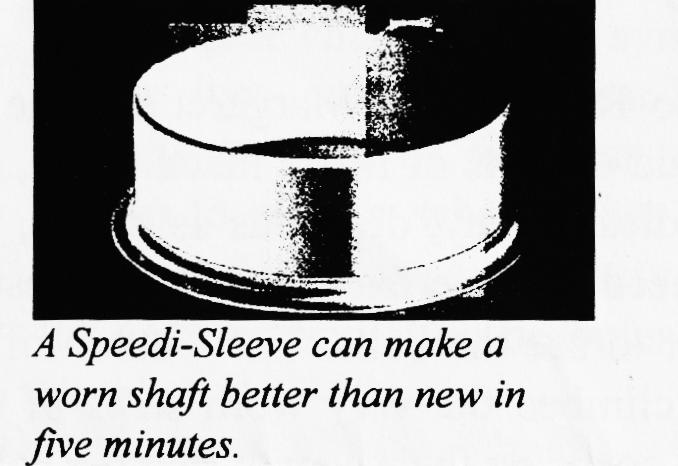 A Speedi-Sleeve can make a
worn shaft better than new in
five minutes.